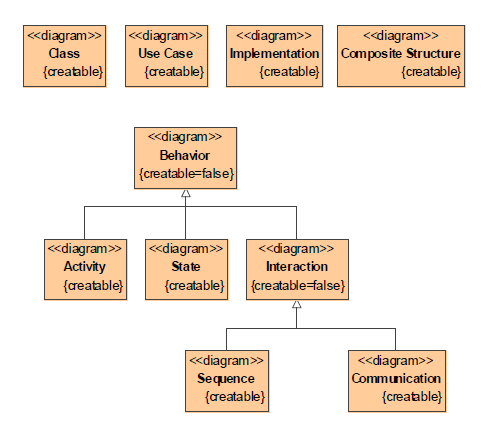 <<diagram>>
Class
{creatable}
<<diagram>>
Use Case
{creatable}
<<diagram>>
Implementation
{creatable}
<<diagram>>
Composite Structure
{creatable}
<<diagram>>
Behavior
{creatable=false}
<<diagram>>
Activity
{creatable}
<<diagram>>
State
{creatable}
<<diagram>>
Interaction
{creatable=false}
<<diagram>>
Sequence
{creatable}
<<diagram>>
Communication
{creatable}